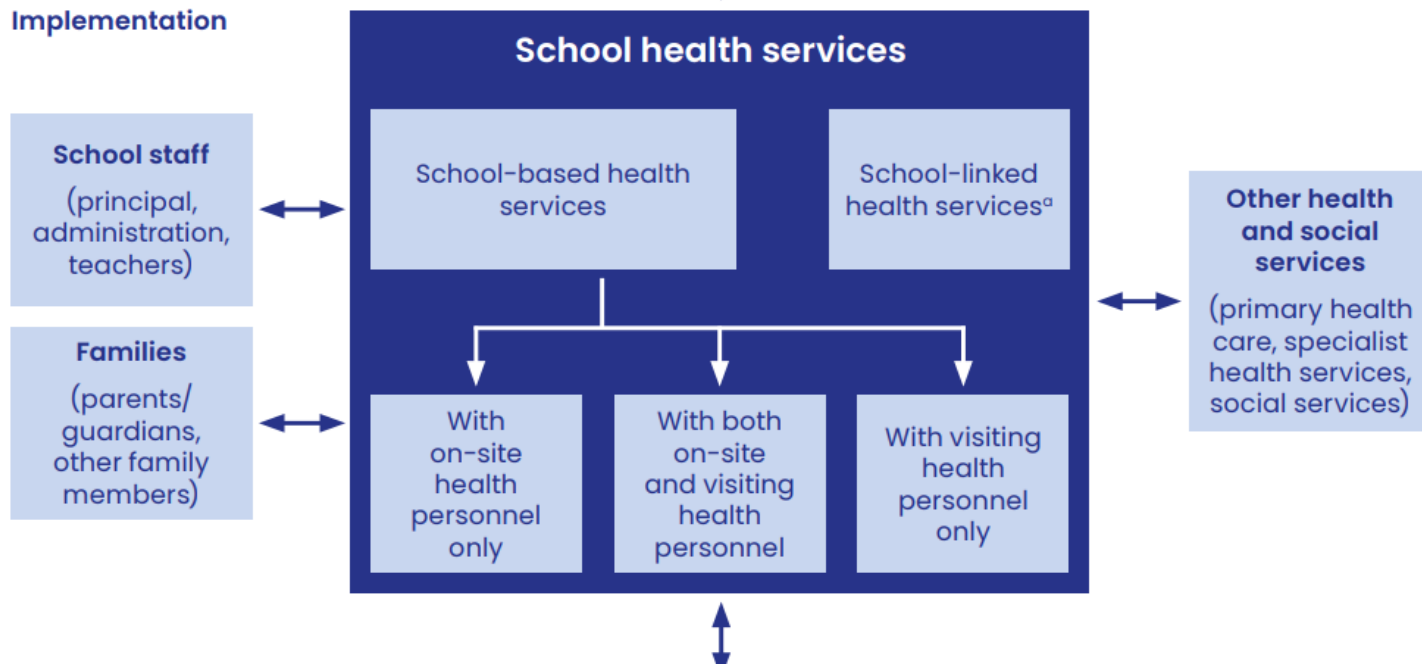 Implementation
School health services
School staff
(principal,
administration,
teachers)
Families
(parents/
guardians,
other family
members)
School-based health
services
School-linked
health servicesᵃ
With
on-site
health
personnel
only
With both
on-site
and visiting
health
personnel
With visiting
health
personnel
only
Other health
and social
services
(primary health
care, specialist
health services,
social services)